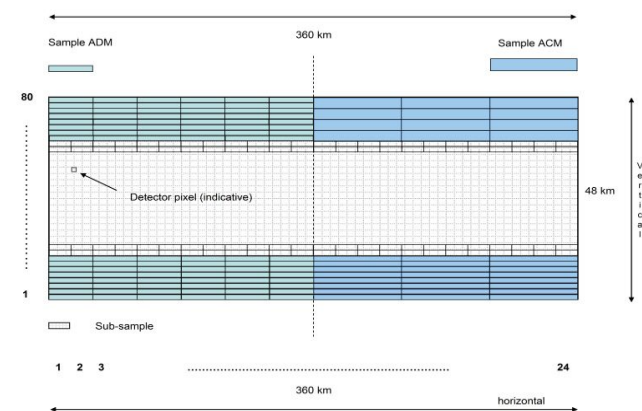 360 km
Sample ADM
Sample ACM
80
48 km
Vertical
Detector pixel (indicative)
1
Sub-sample
1 2 3 ........................................................ 24
360 km
horizontal